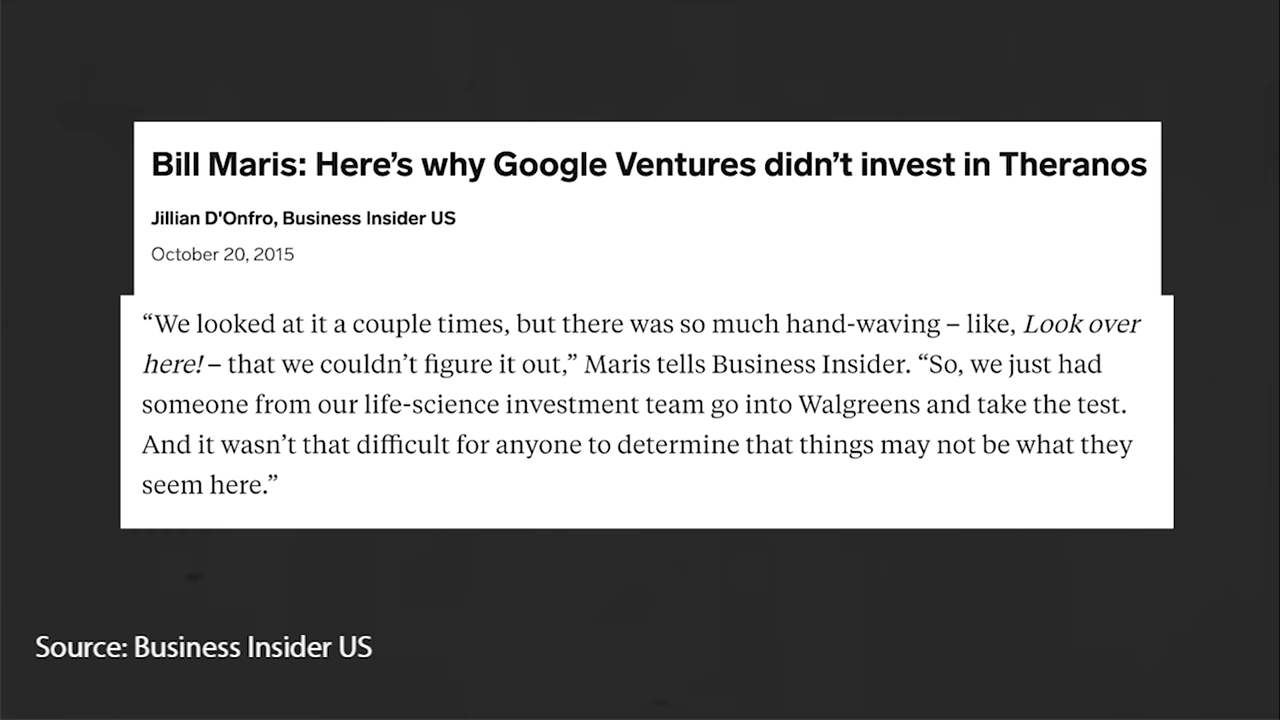 Bill Maris: Here’s why Google Ventures didn’t invest in Theranos
Jillian D'Onfro, Business Insider US
October 20, 2015
“We looked at it a couple times, but there was so much hand-waving – like, Look over
here! – that we couldn’t figure it out,” Maris tells Business Insider. “So, we just had
someone from our life-science investment team go into Walgreens and take the test.
And it wasn’t that difficult for anyone to determine that things may not be what they
seem here.”
Source: Business Insider US